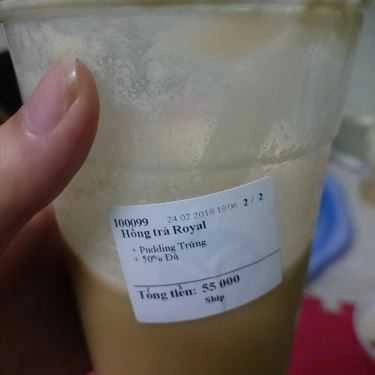 100099 24 02 2018 19:06 2 / 2
Hồng trà Royal
+ Pudding Trứng
+ 50% Đá
Tổng tiền: 55 000
Ship